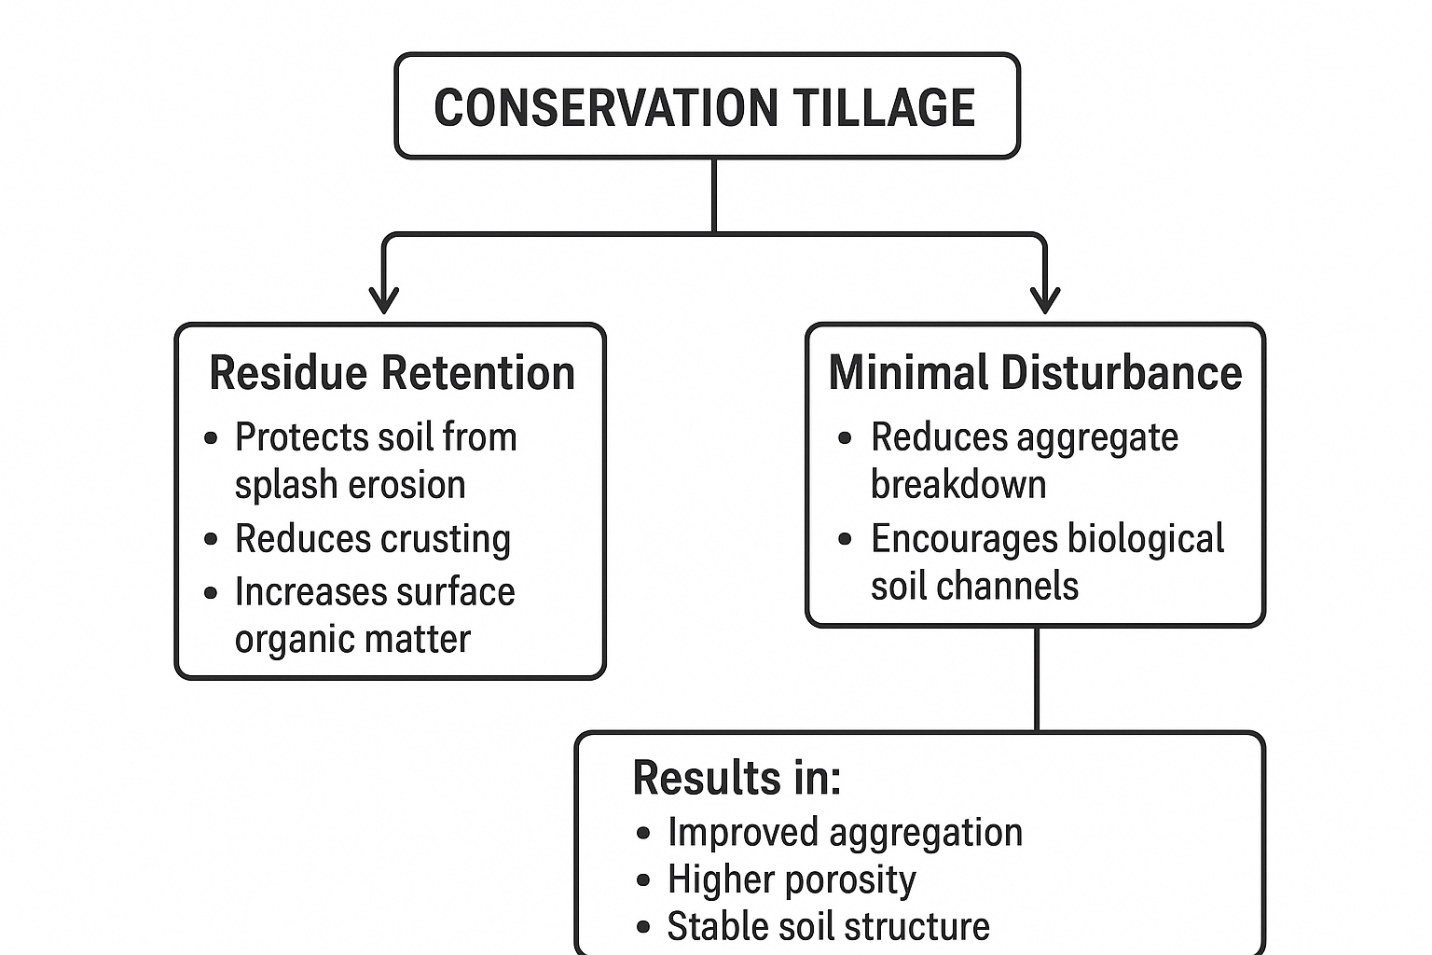 CONSERVATION TILLAGE
Residue Retention
• Protects soil from
splash erosion
• Reduces crusting
• Increases surface
organic matter
Minimal Disturbance
• Reduces aggregate
breakdown
• Encourages biological
soil channels
Results in:
• Improved aggregation
• Higher porosity
• Stable soil structure